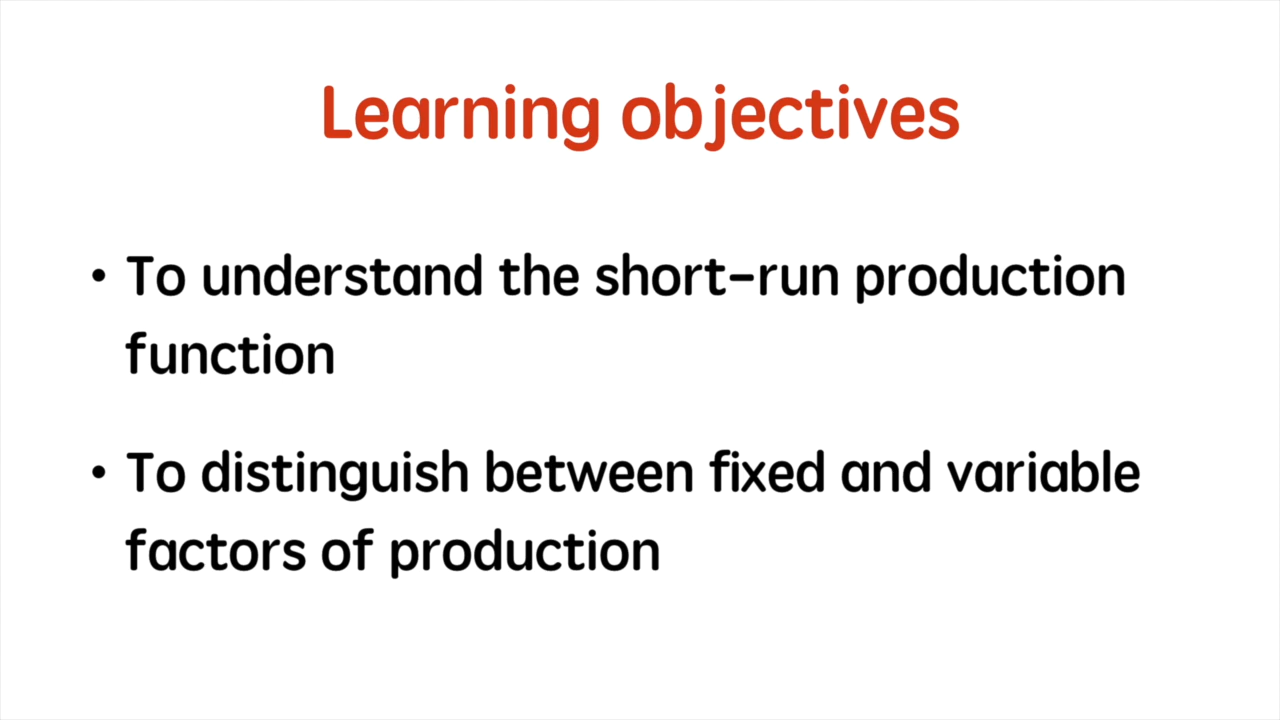 Learning objectives
• To understand the short-run production
function
• To distinguish between fixed and variable
factors of production